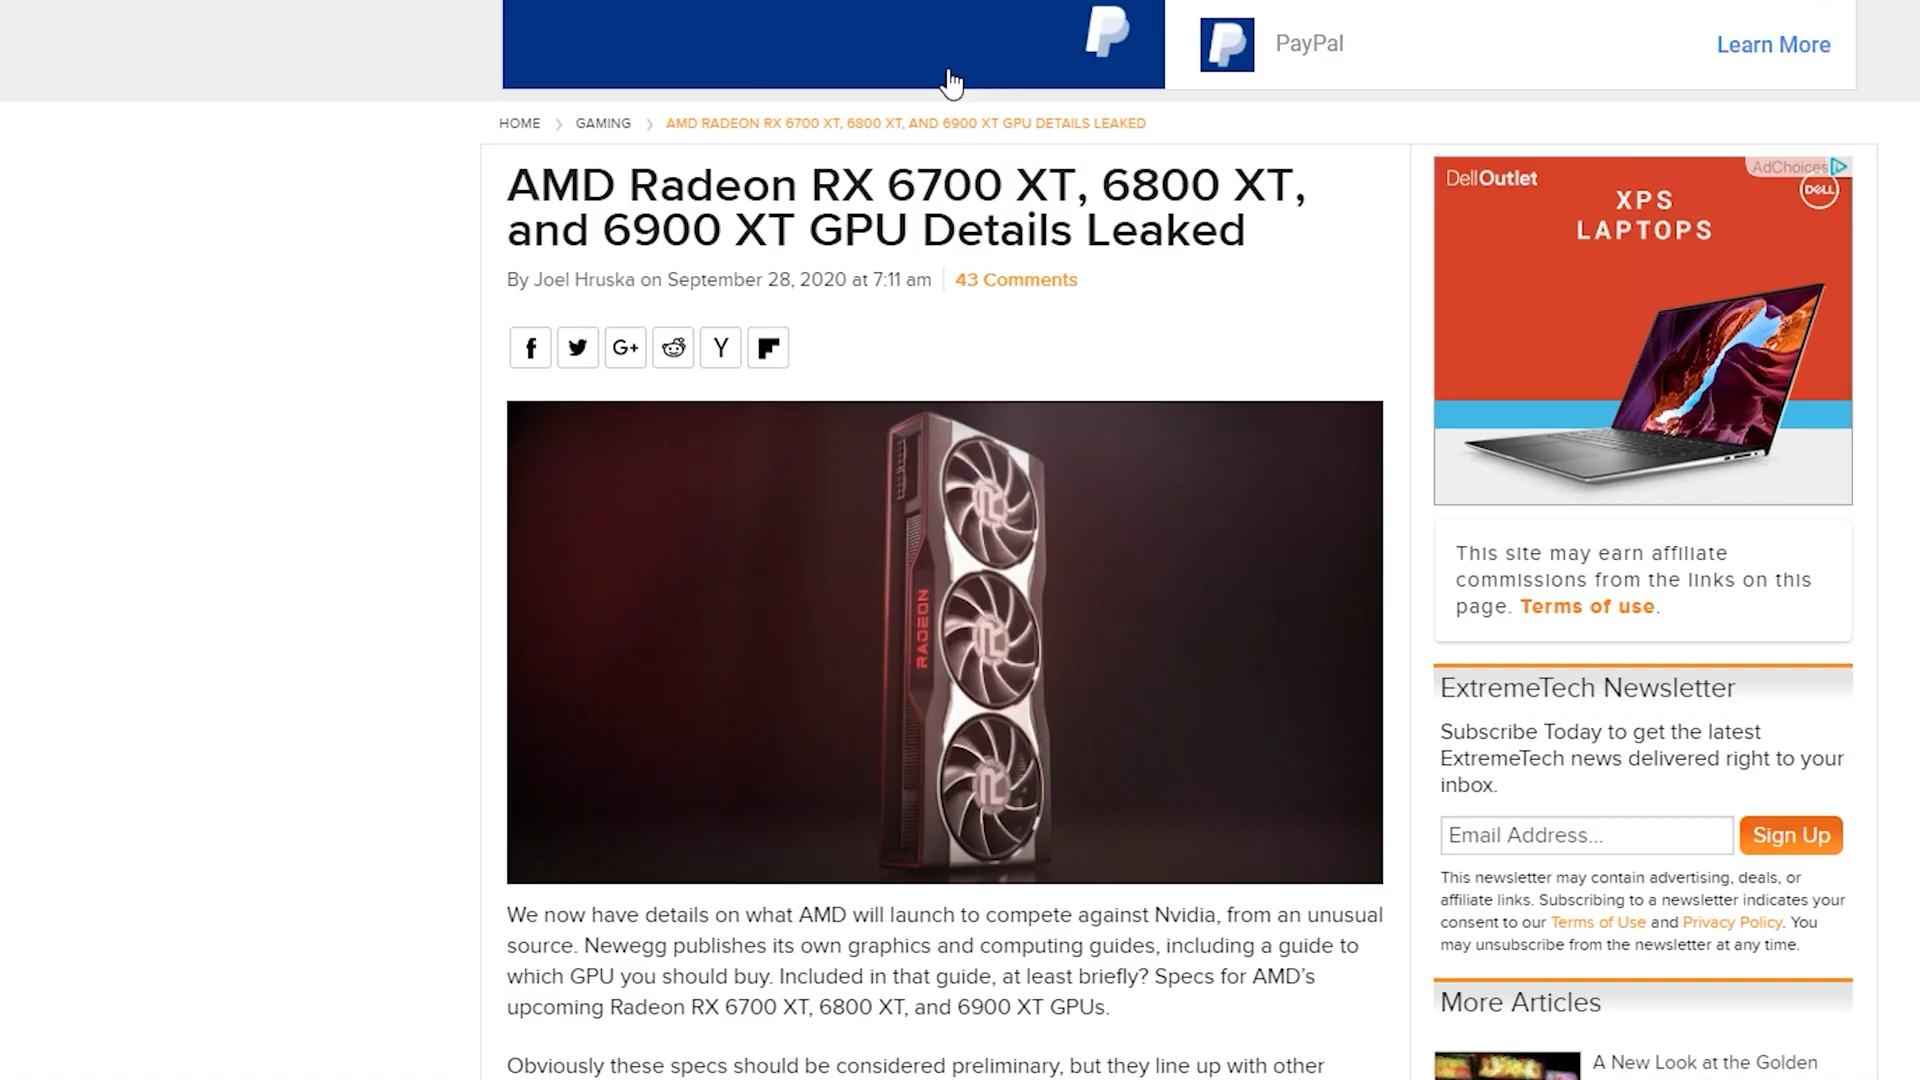 PayPal
Learn More
HOME
GAMING
AMD RADEON RX 6700 XT, 6800 XT, AND 6900 XT GPU DETAILS LEAKED
AMD Radeon RX 6700 XT, 6800 XT,
and 6900 XT GPU Details Leaked
By Joel Hruska on September 28, 2020 at 7:11 am
43 Comments
f
G+
Y
RADEON
We now have details on what AMD will launch to compete against Nvidia, from an unusual
source. Newegg publishes its own graphics and computing guides, including a guide to
which GPU you should buy. Included in that guide, at least briefly? Specs for AMD’s
upcoming Radeon RX 6700 XT, 6800 XT, and 6900 XT GPUs.
Obviously these specs should be considered preliminary, but they line up with other
AdChoices
DellOutlet
DELL
XPS
LAPTOPS
This site may earn affiliate
commissions from the links on this
page. Terms of use.
ExtremeTech Newsletter
Subscribe Today to get the latest
ExtremeTech news delivered right to your
inbox.
Email Address...
Sign Up
This newsletter may contain advertising, deals, or
affiliate links. Subscribing to a newsletter indicates your
consent to our Terms of Use and Privacy Policy. You
may unsubscribe from the newsletter at any time.
More Articles
A New Look at the Golden